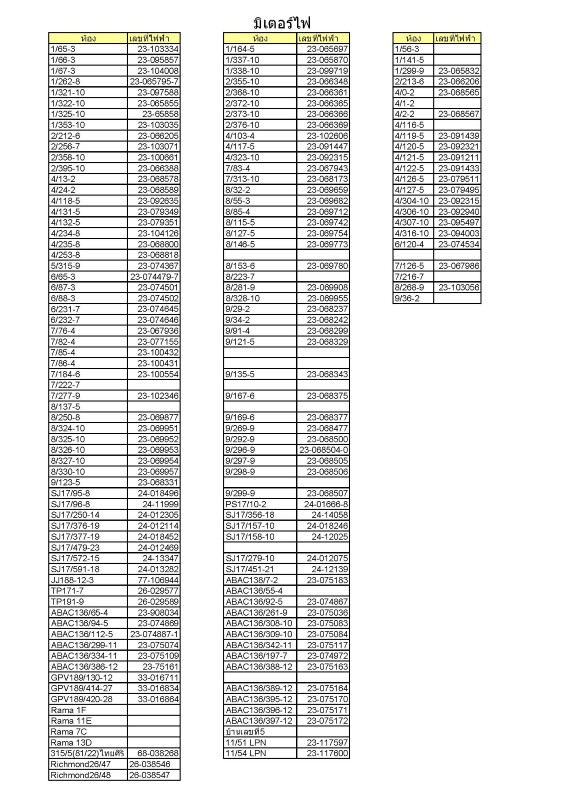 มิเตอร์ไฟ
ห้อง เลขที่ไฟฟ้า
1/65-3 23-103334
1/66-3 23-095857
1/67-3 23-104008
1/262-8 23-065795-7
1/321-10 23-097588
1/322-10 23-065855
1/325-10 23-65858
1/353-10 23-103035
2/212-6 23-066205
2/256-7 23-103071
2/358-10 23-100661
2/395-10 23-066388
4/13-2 23-068578
4/24-2 23-068589
4/118-5 23-092635
4/131-5 23-079349
4/132-5 23-079351
4/234-8 23-104126
4/235-8 23-068800
4/253-8 23-068818
5/315-9 23-074367
6/65-3 23-074479-7
6/87-3 23-074501
6/88-3 23-074502
6/231-7 23-074645
6/232-7 23-074646
7/76-4 23-067936
7/82-4 23-077155
7/85-4 23-100432
7/86-4 23-100431
7/184-6 23-100554
7/222-7
7/277-9 23-102346
8/137-5
8/250-8 23-069877
8/324-10 23-069951
8/325-10 23-069952
8/326-10 23-069953
8/327-10 23-069954
8/330-10 23-069957
9/123-5 23-068331
SJ17/95-8 24-018496
SJ17/96-8 24-11999
SJ17/250-14 24-012305
SJ17/376-19 24-012114
SJ17/377-19 24-018452
SJ17/479-23 24-012469
SJ17/572-15 24-13347
SJ17/591-18 24-013282
JJ188-12-3 77-106944
TP171-7 26-029577
TP191-9 26-029589
ABAC136/65-4 23-908034
ABAC136/94-5 23-074869
ABAC136/112-5 23-074887-1
ABAC136/299-11 23-075074
ABAC136/334-11 23-075109
ABAC136/386-12 23-75161
GPV189/130-12 33-016711
GPV189/414-27 33-016834
GPV189/420-28 33-016864
Rama 1F
Rama 11E
Rama 7C
Rama 13D
315/5(81/22)ไทยศิริ 68-038268
Richmond26/47 26-038546
Richmond26/48 26-038547
ห้อง เลขที่ไฟฟ้า
1/164-5 23-065697
1/337-10 23-065870
1/338-10 23-099719
2/355-10 23-066348
2/368-10 23-066361
2/372-10 23-066365
2/373-10 23-066366
2/376-10 23-066369
4/103-4 23-102606
4/117-5 23-091447
4/323-10 23-092315
7/83-4 23-067943
7/313-10 23-068173
8/32-2 23-069659
8/55-3 23-069682
8/85-4 23-069712
8/115-5 23-069742
8/127-5 23-069754
8/146-5 23-069773
8/153-6 23-069780
8/223-7
8/281-9 23-069908
8/328-10 23-069955
9/29-2 23-068237
9/34-2 23-068242
9/91-4 23-068299
9/121-5 23-068329
9/135-5 23-068343
9/167-6 23-068375
9/169-6 23-068377
9/269-9 23-068477
9/292-9 23-068500
9/296-9 23-068504-0
9/297-9 23-068505
9/298-9 23-068506
9/299-9 23-068507
PS17/10-2 24-01666-8
SJ17/356-18 24-14058
SJ17/157-10 24-018246
SJ17/158-10 24-12025
SJ17/279-10 24-012075
SJ17/451-21 24-12139
ABAC136/7-2 23-075183
ABAC136/55-4
ABAC136/92-5 23-074867
ABAC136/261-9 23-075036
ABAC136/308-10 23-075083
ABAC136/309-10 23-075084
ABAC136/342-11 23-075117
ABAC136/197-7 23-074972
ABAC136/388-12 23-075163
ABAC136/389-12 23-075164
ABAC136/395-12 23-075170
ABAC136/396-12 23-075171
ABAC136/397-12 23-075172
บ้านเลขที่5
11/51 LPN 23-117597
11/54 LPN 23-117600
ห้อง เลขที่ไฟฟ้า
1/56-3
1/141-5
1/299-9 23-065832
2/213-6 23-066206
4/0-2 23-068565
4/1-2
4/2-2 23-068567
4/116-5
4/119-5 23-091439
4/120-5 23-092321
4/121-5 23-091211
4/122-5 23-091433
4/126-5 23-079511
4/127-5 23-079495
4/304-10 23-092315
4/306-10 23-092940
4/307-10 23-095497
4/316-10 23-094003
6/120-4 23-074534
7/126-5 23-067986
7/216-7
8/268-9 23-103056
9/36-2